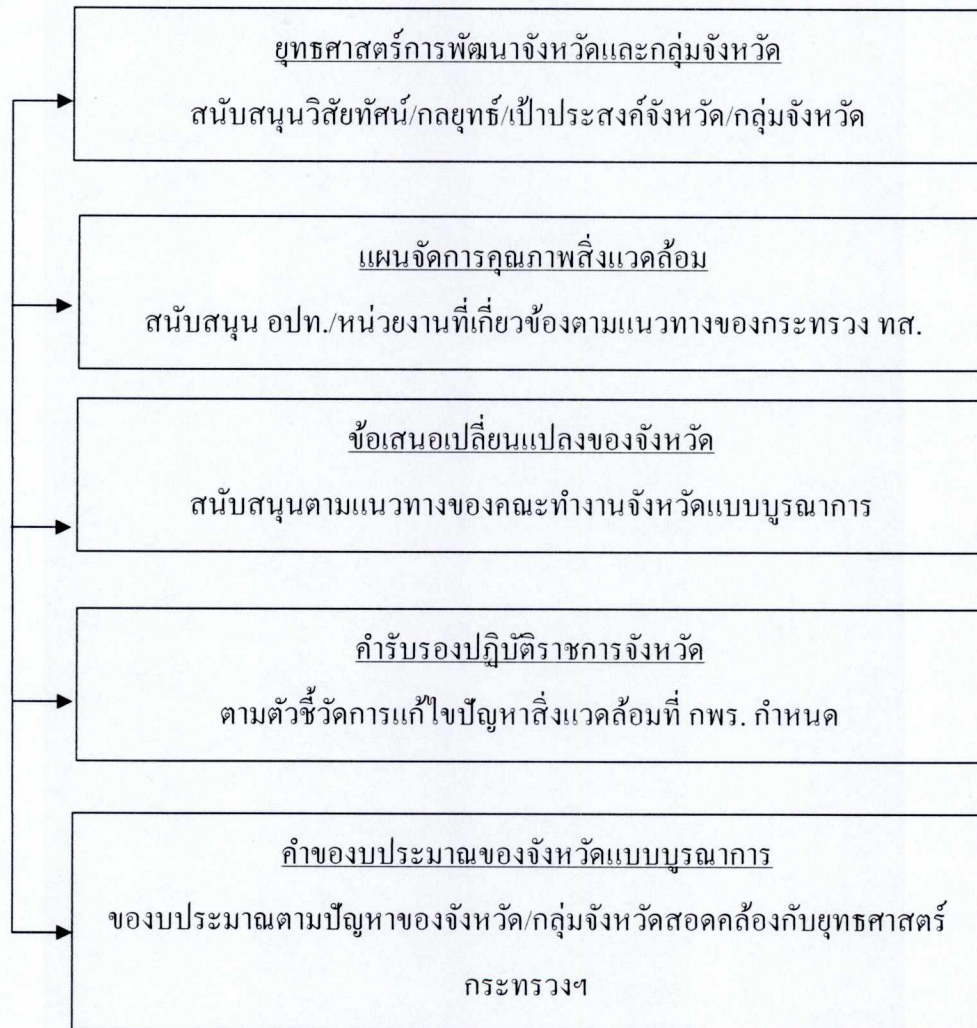 ยุทธศาสตร์การพัฒนาจังหวัดและกลุ่มจังหวัด
สนับสนุนวิสัยทัศน์/กลยุทธ์/เป้าประสงค์จังหวัด/กลุ่มจังหวัด
แผนจัดการคุณภาพสิ่งแวดล้อม
สนับสนุน อปท./หน่วยงานที่เกี่ยวข้องตามแนวทางของกระทรวง ทส.
ข้อเสนอเปลี่ยนแปลงของจังหวัด
สนับสนุนตามแนวทางของคณะทำงานจังหวัดแบบบูรณาการ
คำรับรองปฏิบัติราชการจังหวัด
ตามตัวชี้วัดการแก้ไขปัญหาสิ่งแวดล้อมที่ กพร. กำหนด
คำของบประมาณของจังหวัดแบบบูรณาการ
ของบประมาณตามปัญหาของจังหวัด/กลุ่มจังหวัดสอดคล้องกับยุทธศาสตร์
กระทรวงฯ